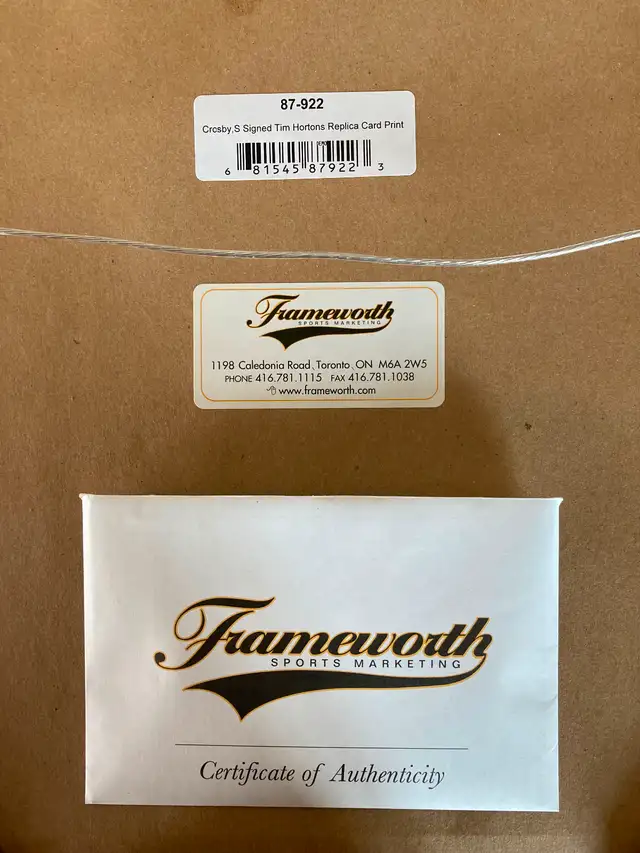 87-922
Crosby,S Signed Tim Hortons Replica Card Print
6 81545 87922 3
Frameworth
SPORTS MARKETING
1198 Caledonia Road, Toronto, ON M6A 2W5
PHONE 416.781.1115 FAX 416.781.1038
www.frameworth.com
Frameworth
SPORTS MARKETING
Certificate of Authenticity